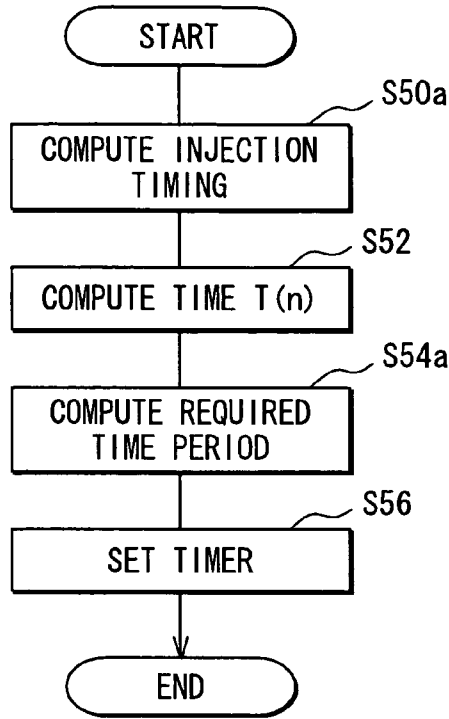 START
S50a
COMPUTE INJECTION
TIMING
S52
COMPUTE TIME T(n)
S54a
COMPUTE REQUIRED
TIME PERIOD
S56
SET TIMER
END